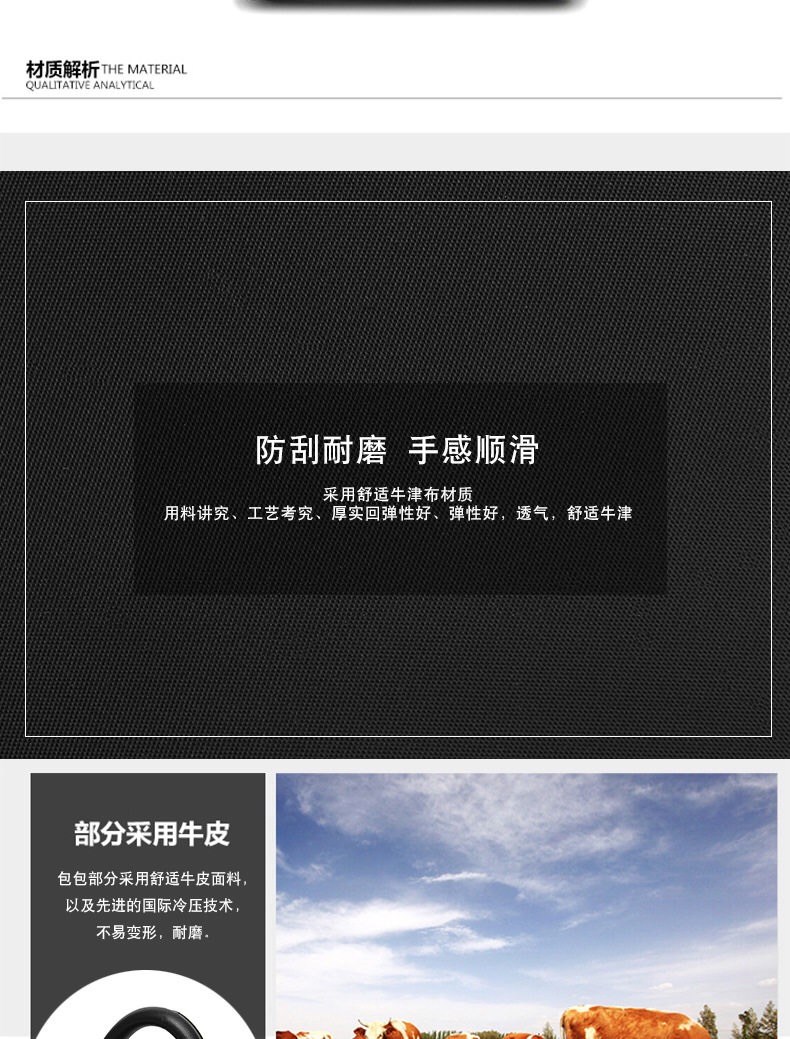 材质解析THE MATERIAL
QUALITATIVE ANALYTICAL
防刮耐磨 手感顺滑
采用舒适牛津布材质
用料讲究、工艺考究、厚实回弹性好、弹性好，透气，舒适牛津
部分采用牛皮
包包部分采用舒适牛皮面料，
以及先进的国际冷压技术，
不易变形，耐磨。